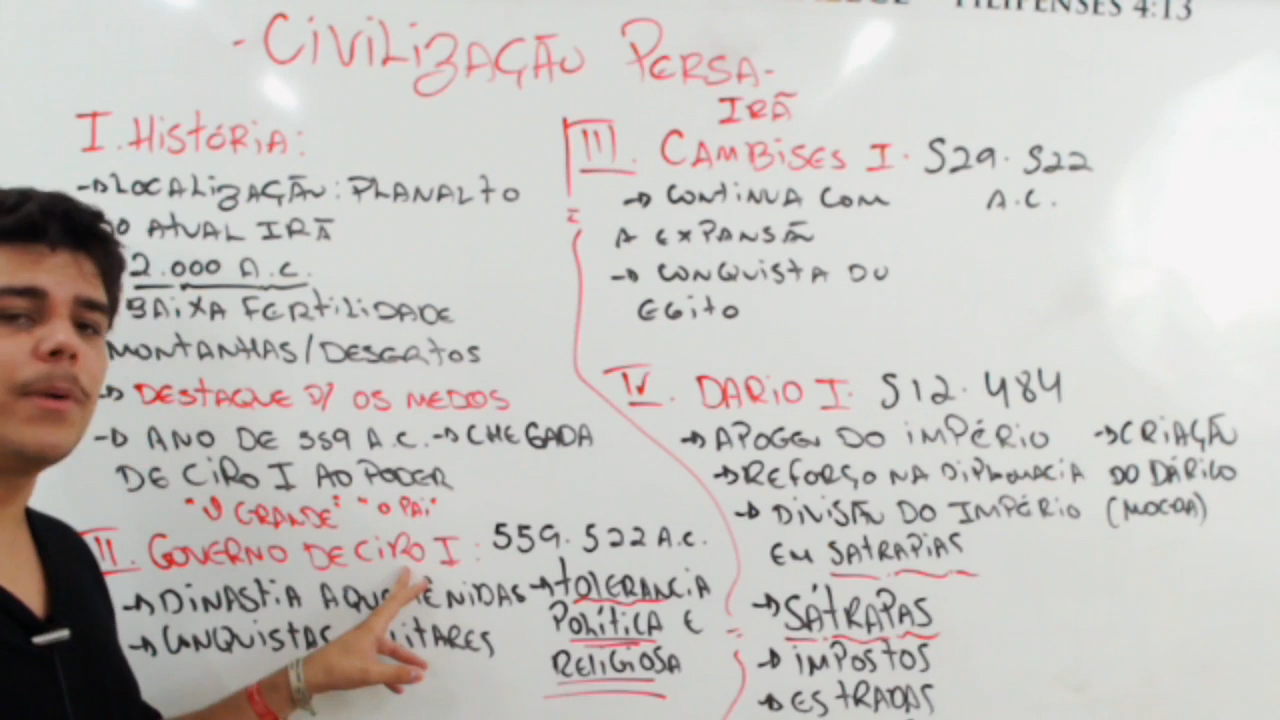 FILIPENSES 4:13
- CIVILIZAÇÃO PERSA -
IRÃ
I. HISTÓRIA:
→ LOCALIZAÇÃO: PLANALTO
DO ATUAL IRÃ
2.000 A.C.
BAIXA FERTILIDADE
MONTANHAS/DESERTOS
→ DESTAQUE P/ OS MEDOS
→ ANO DE 559 A.C. → CHEGADA
DE CIRO I AO PODER
"O GRANDE" "O PAI"
II. GOVERNO DE CIRO I: 559. 522 A.C.
→ DINASTIA AQUEMÊNIDAS → TOLERANCIA
POLÍTICA E
RELIGIOSA
→ CONQUISTAS MILITARES
III. CAMBISES I. 529. 522
A.C.
→ CONTINUA COM
A EXPANSÃO
→ CONQUISTA DO
EGITO
IV. DARIO I. 512. 484
→ APOGEU DO IMPÉRIO
→ REFORÇO NA DIPLOMACIA
→ DIVISÃO DO IMPÉRIO
EM SATRAPIAS
→ CRIAÇÃO
DO DÁRICO
(MOEDA)
→ SÁTRAPAS
→ IMPOSTOS
→ ESTRADAS